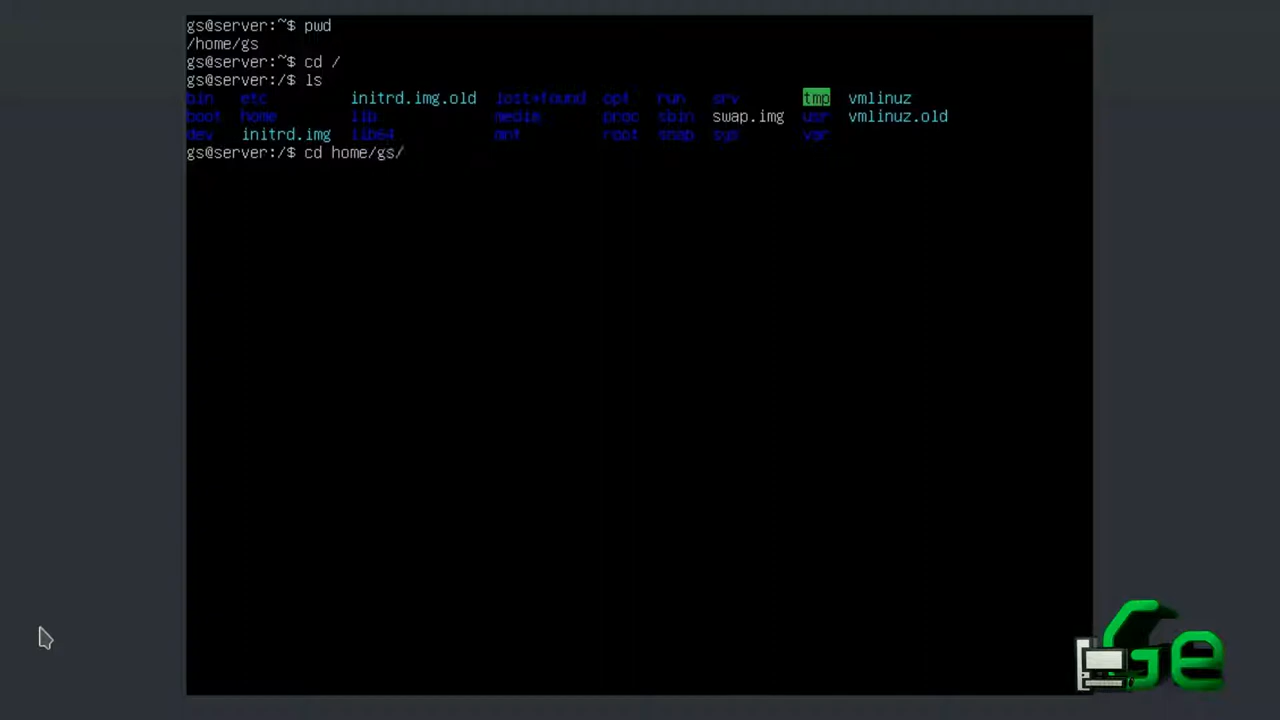 gs@server:~$ pwd
/home/gs
gs@server:~$ cd /
gs@server:/$ ls
bin etc initrd.img.old lost+found opt run srv tmp vmlinuz
boot home lib media proc sbin swap.img usr vmlinuz.old
dev initrd.img lib64 mnt root snap sys var
gs@server:/$ cd home/gs/
Ge